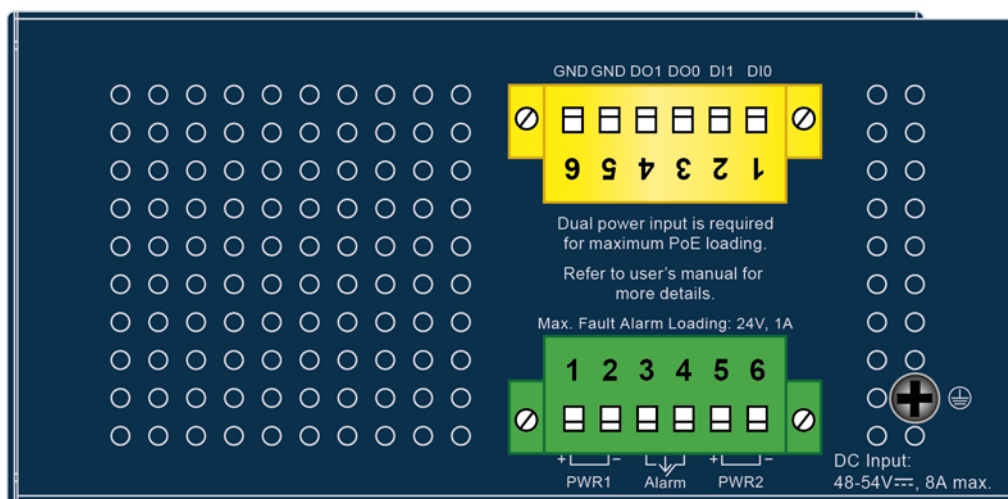 GND GND DO1 DO0 DI1 DI0
6 5 4 3 2 1
Dual power input is required
for maximum PoE loading.
Refer to user's manual for
more details.
Max. Fault Alarm Loading: 24V, 1A
1 2 3 4 5 6
+ − + −
PWR1 Alarm PWR2
DC Input:
48-54V⎓, 8A max.